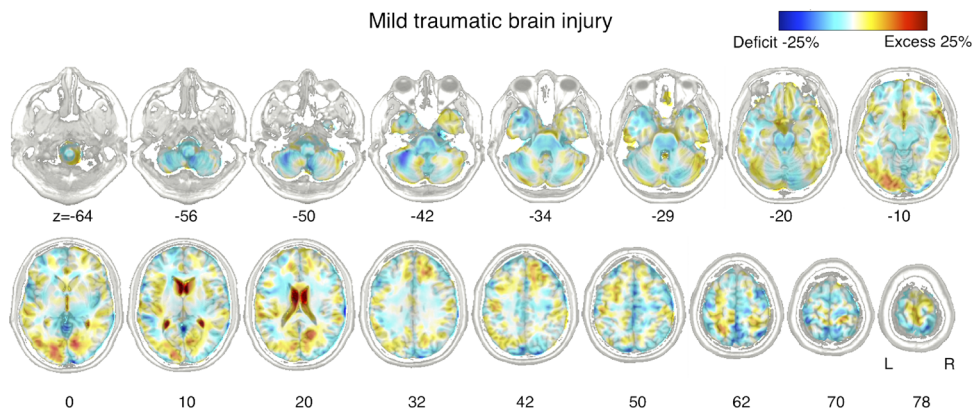 Mild traumatic brain injury
Deficit -25% Excess 25%
z=-64 -56 -50 -42 -34 -29 -20 -10
L R
0 10 20 32 42 50 62 70 78